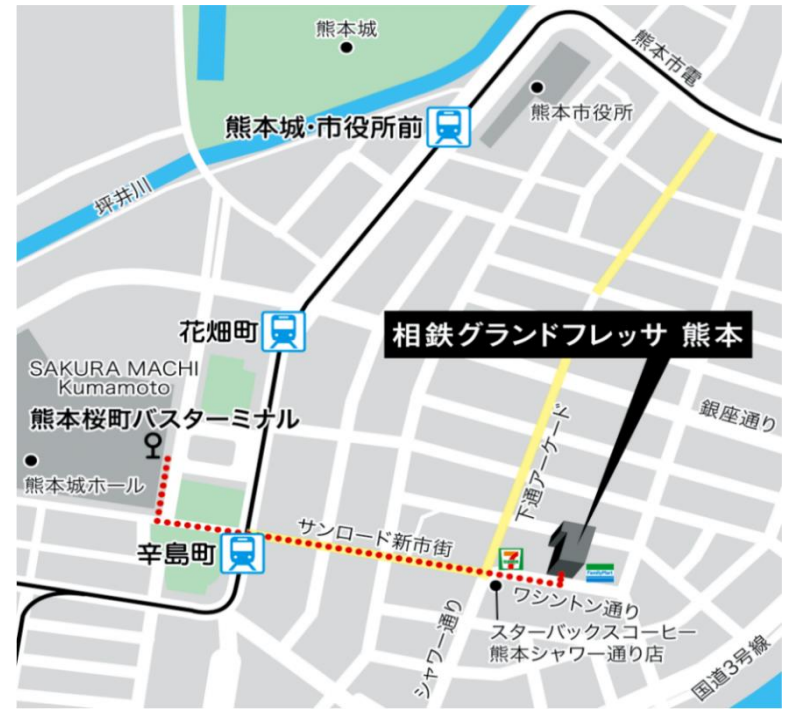 熊本城
熊本市電
熊本市役所
熊本城・市役所前
坪井川
花畑町
相鉄グランドフレッサ 熊本
SAKURA MACHI
Kumamoto
熊本桜町バスターミナル
銀座通り
下通アーケード
熊本城ホール
サンロード新市街
辛島町
7
FamilyMart
ワシントン通り
シャワー通り
スターバックスコーヒー
熊本シャワー通り店
国道3号線